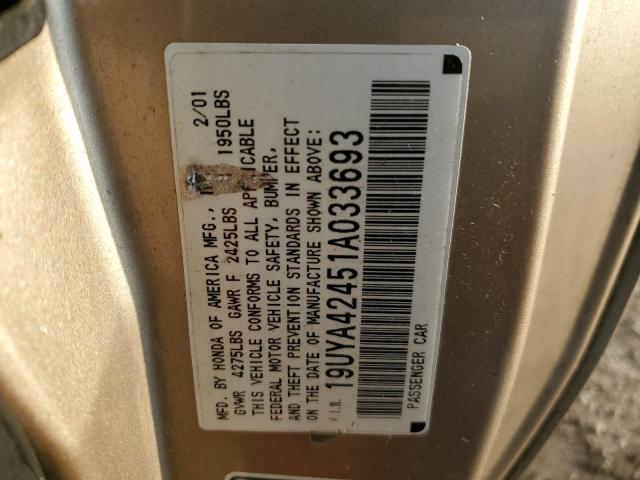 MFD. BY HONDA OF AMERICA MFG., 2/01
GVWR 4275LBS GAWR F 2425LBS 1950LBS
THIS VEHICLE CONFORMS TO ALL APPLICABLE
FEDERAL MOTOR VEHICLE SAFETY, BUMPER,
AND THEFT PREVENTION STANDARDS IN EFFECT
ON THE DATE OF MANUFACTURE SHOWN ABOVE:
V.I.N. 19UYA42451A033693
PASSENGER CAR